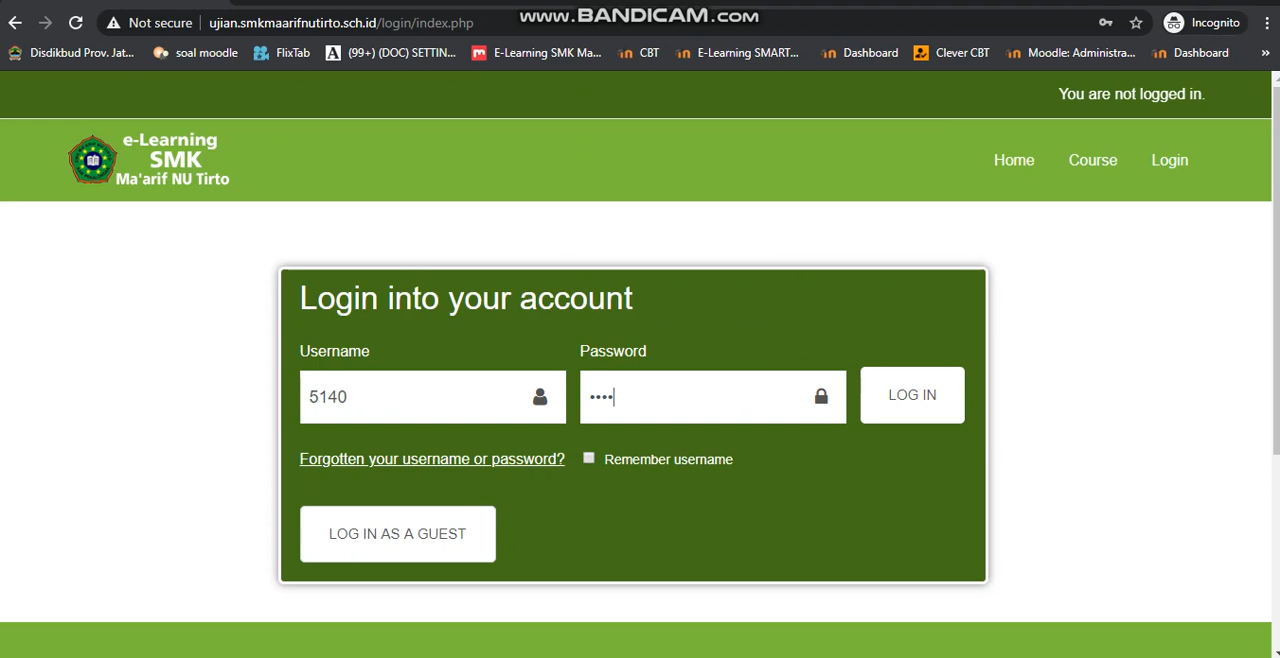 www.BANDICAM.com
Not secure | ujian.smkmaarifnutirto.sch.id/login/index.php
Incognito
Disdikbud Prov. Jat...
soal moodle
FlixTab
(99+) (DOC) SETTIN...
E-Learning SMK Ma...
CBT
E-Learning SMART...
Dashboard
Clever CBT
Moodle: Administra...
Dashboard
»
You are not logged in.
e-Learning
SMK
Ma'arif NU Tirto
Home
Course
Login
Login into your account
Username
Password
5140
••••
LOG IN
Forgotten your username or password?
Remember username
LOG IN AS A GUEST